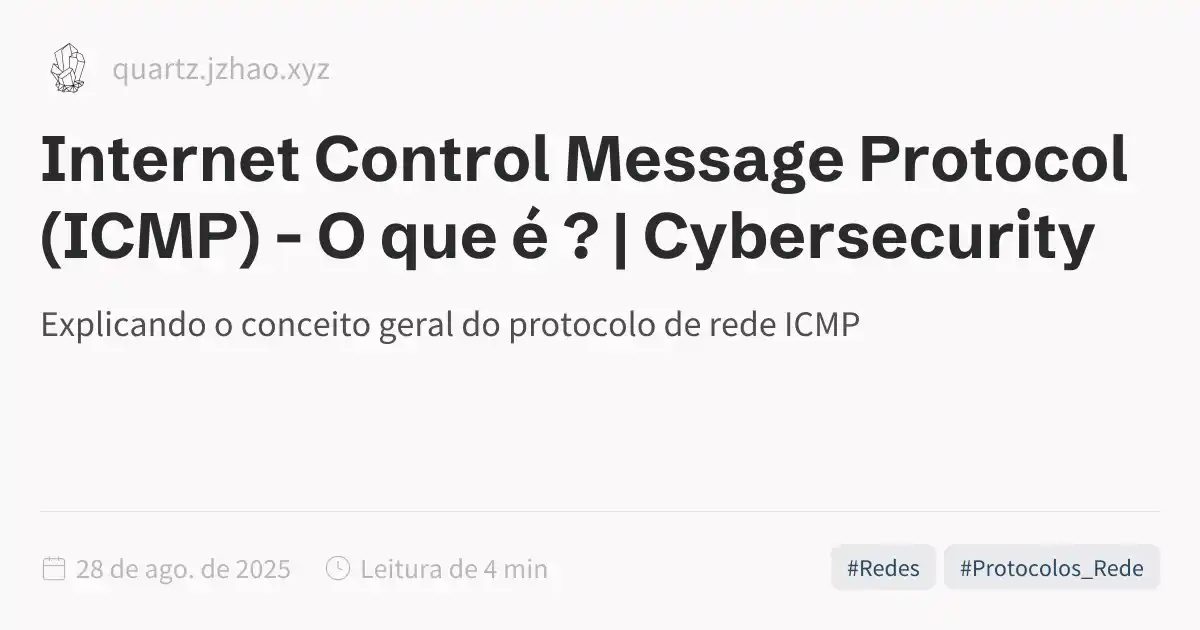 quartz.jzhao.xyz
Internet Control Message Protocol
(ICMP) - O que é ? | Cybersecurity
Explicando o conceito geral do protocolo de rede ICMP
28 de ago. de 2025
Leitura de 4 min
#Redes
#Protocolos_Rede